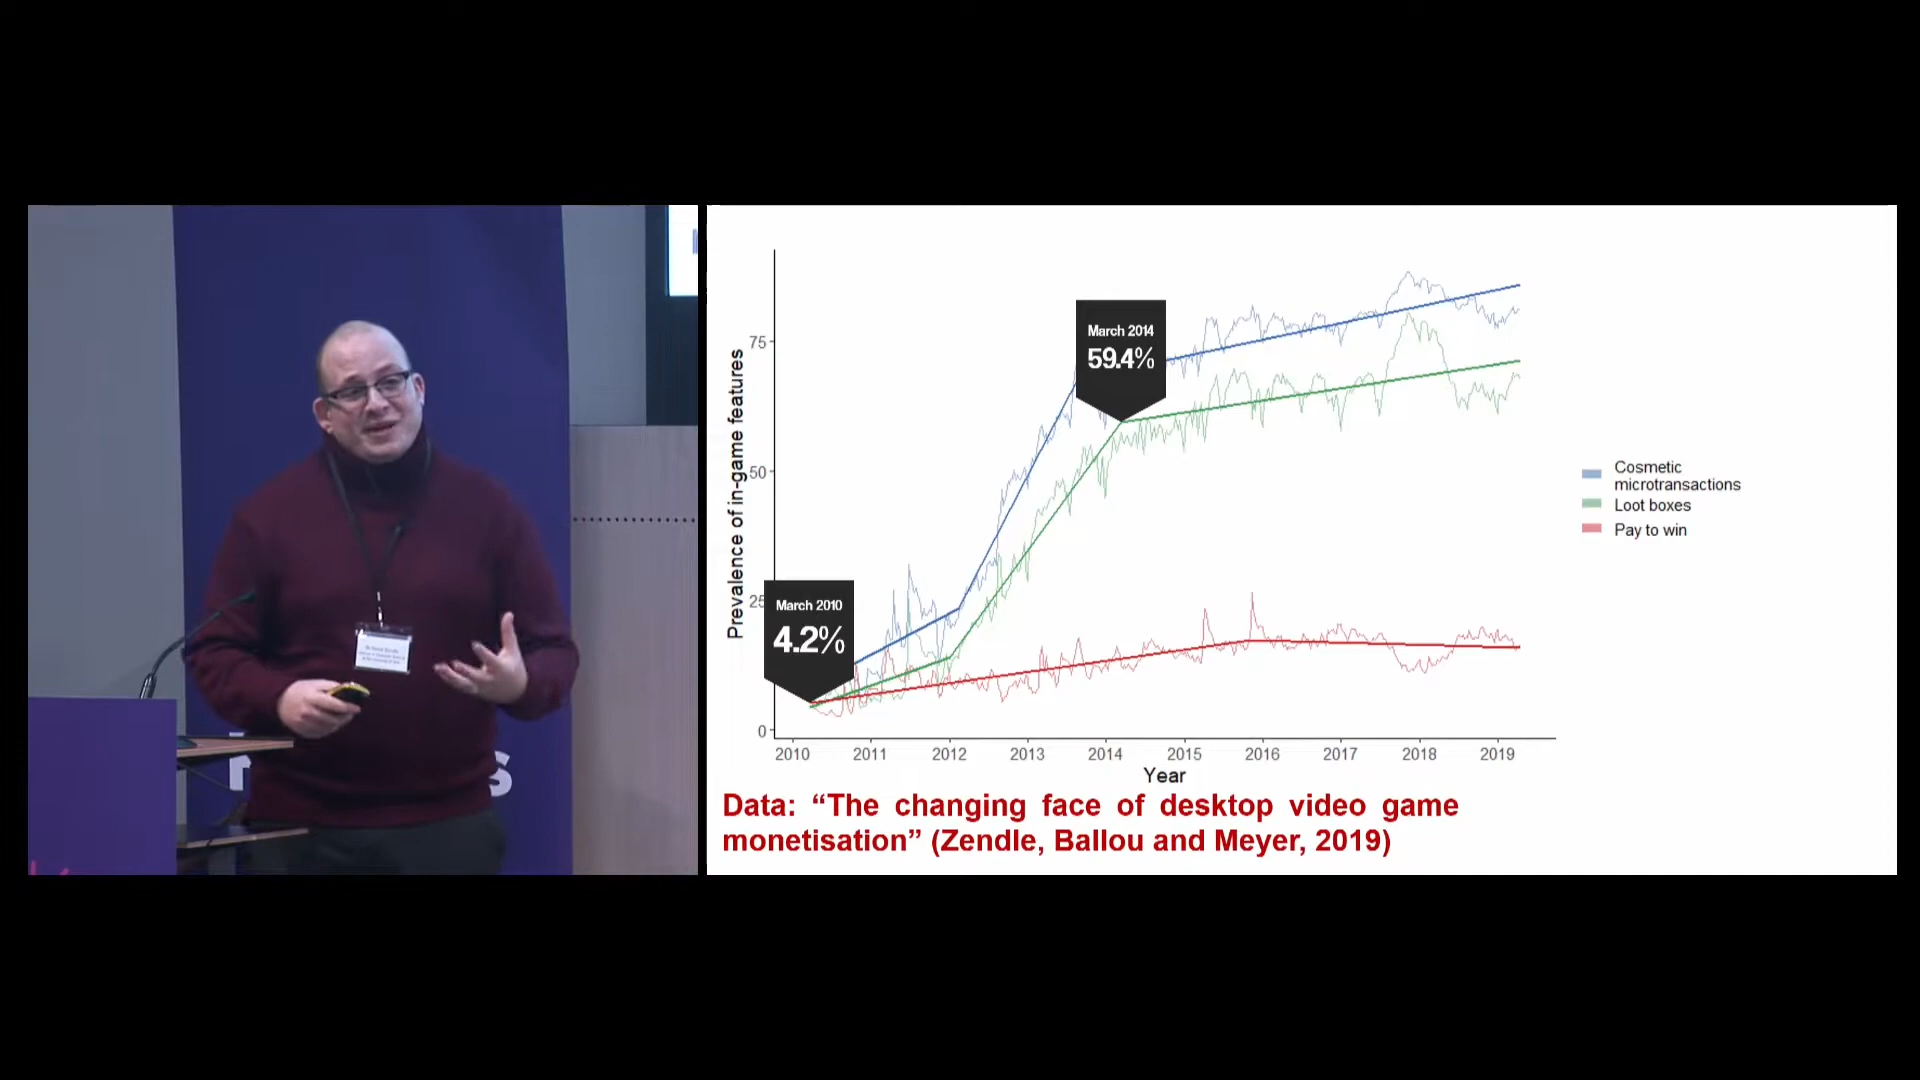 75
50
25
0
Prevalence of in-game features
March 2014
59.4%
March 2010
4.2%
2010 2011 2012 2013 2014 2015 2016 2017 2018 2019
Year
Cosmetic
microtransactions
Loot boxes
Pay to win
Data: “The changing face of desktop video game
monetisation” (Zendle, Ballou and Meyer, 2019)